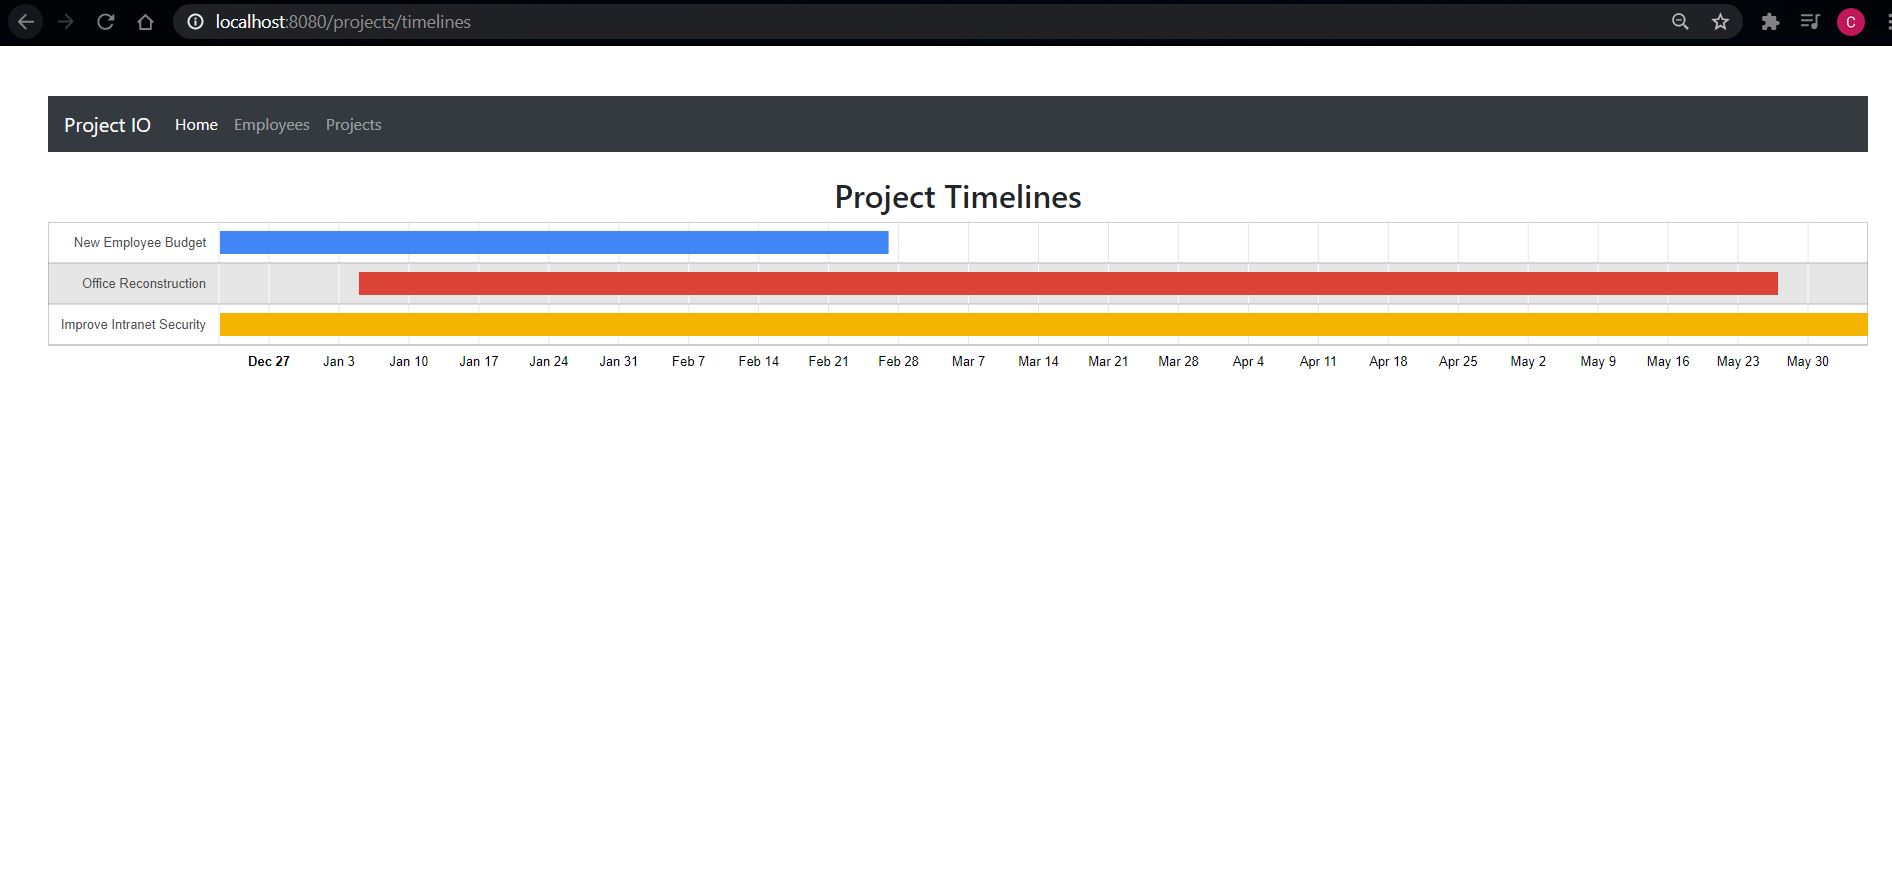 localhost:8080/projects/timelines
C
Project IO Home Employees Projects
Project Timelines
New Employee Budget
Office Reconstruction
Improve Intranet Security
Dec 27 Jan 3 Jan 10 Jan 17 Jan 24 Jan 31 Feb 7 Feb 14 Feb 21 Feb 28 Mar 7 Mar 14 Mar 21 Mar 28 Apr 4 Apr 11 Apr 18 Apr 25 May 2 May 9 May 16 May 23 May 30